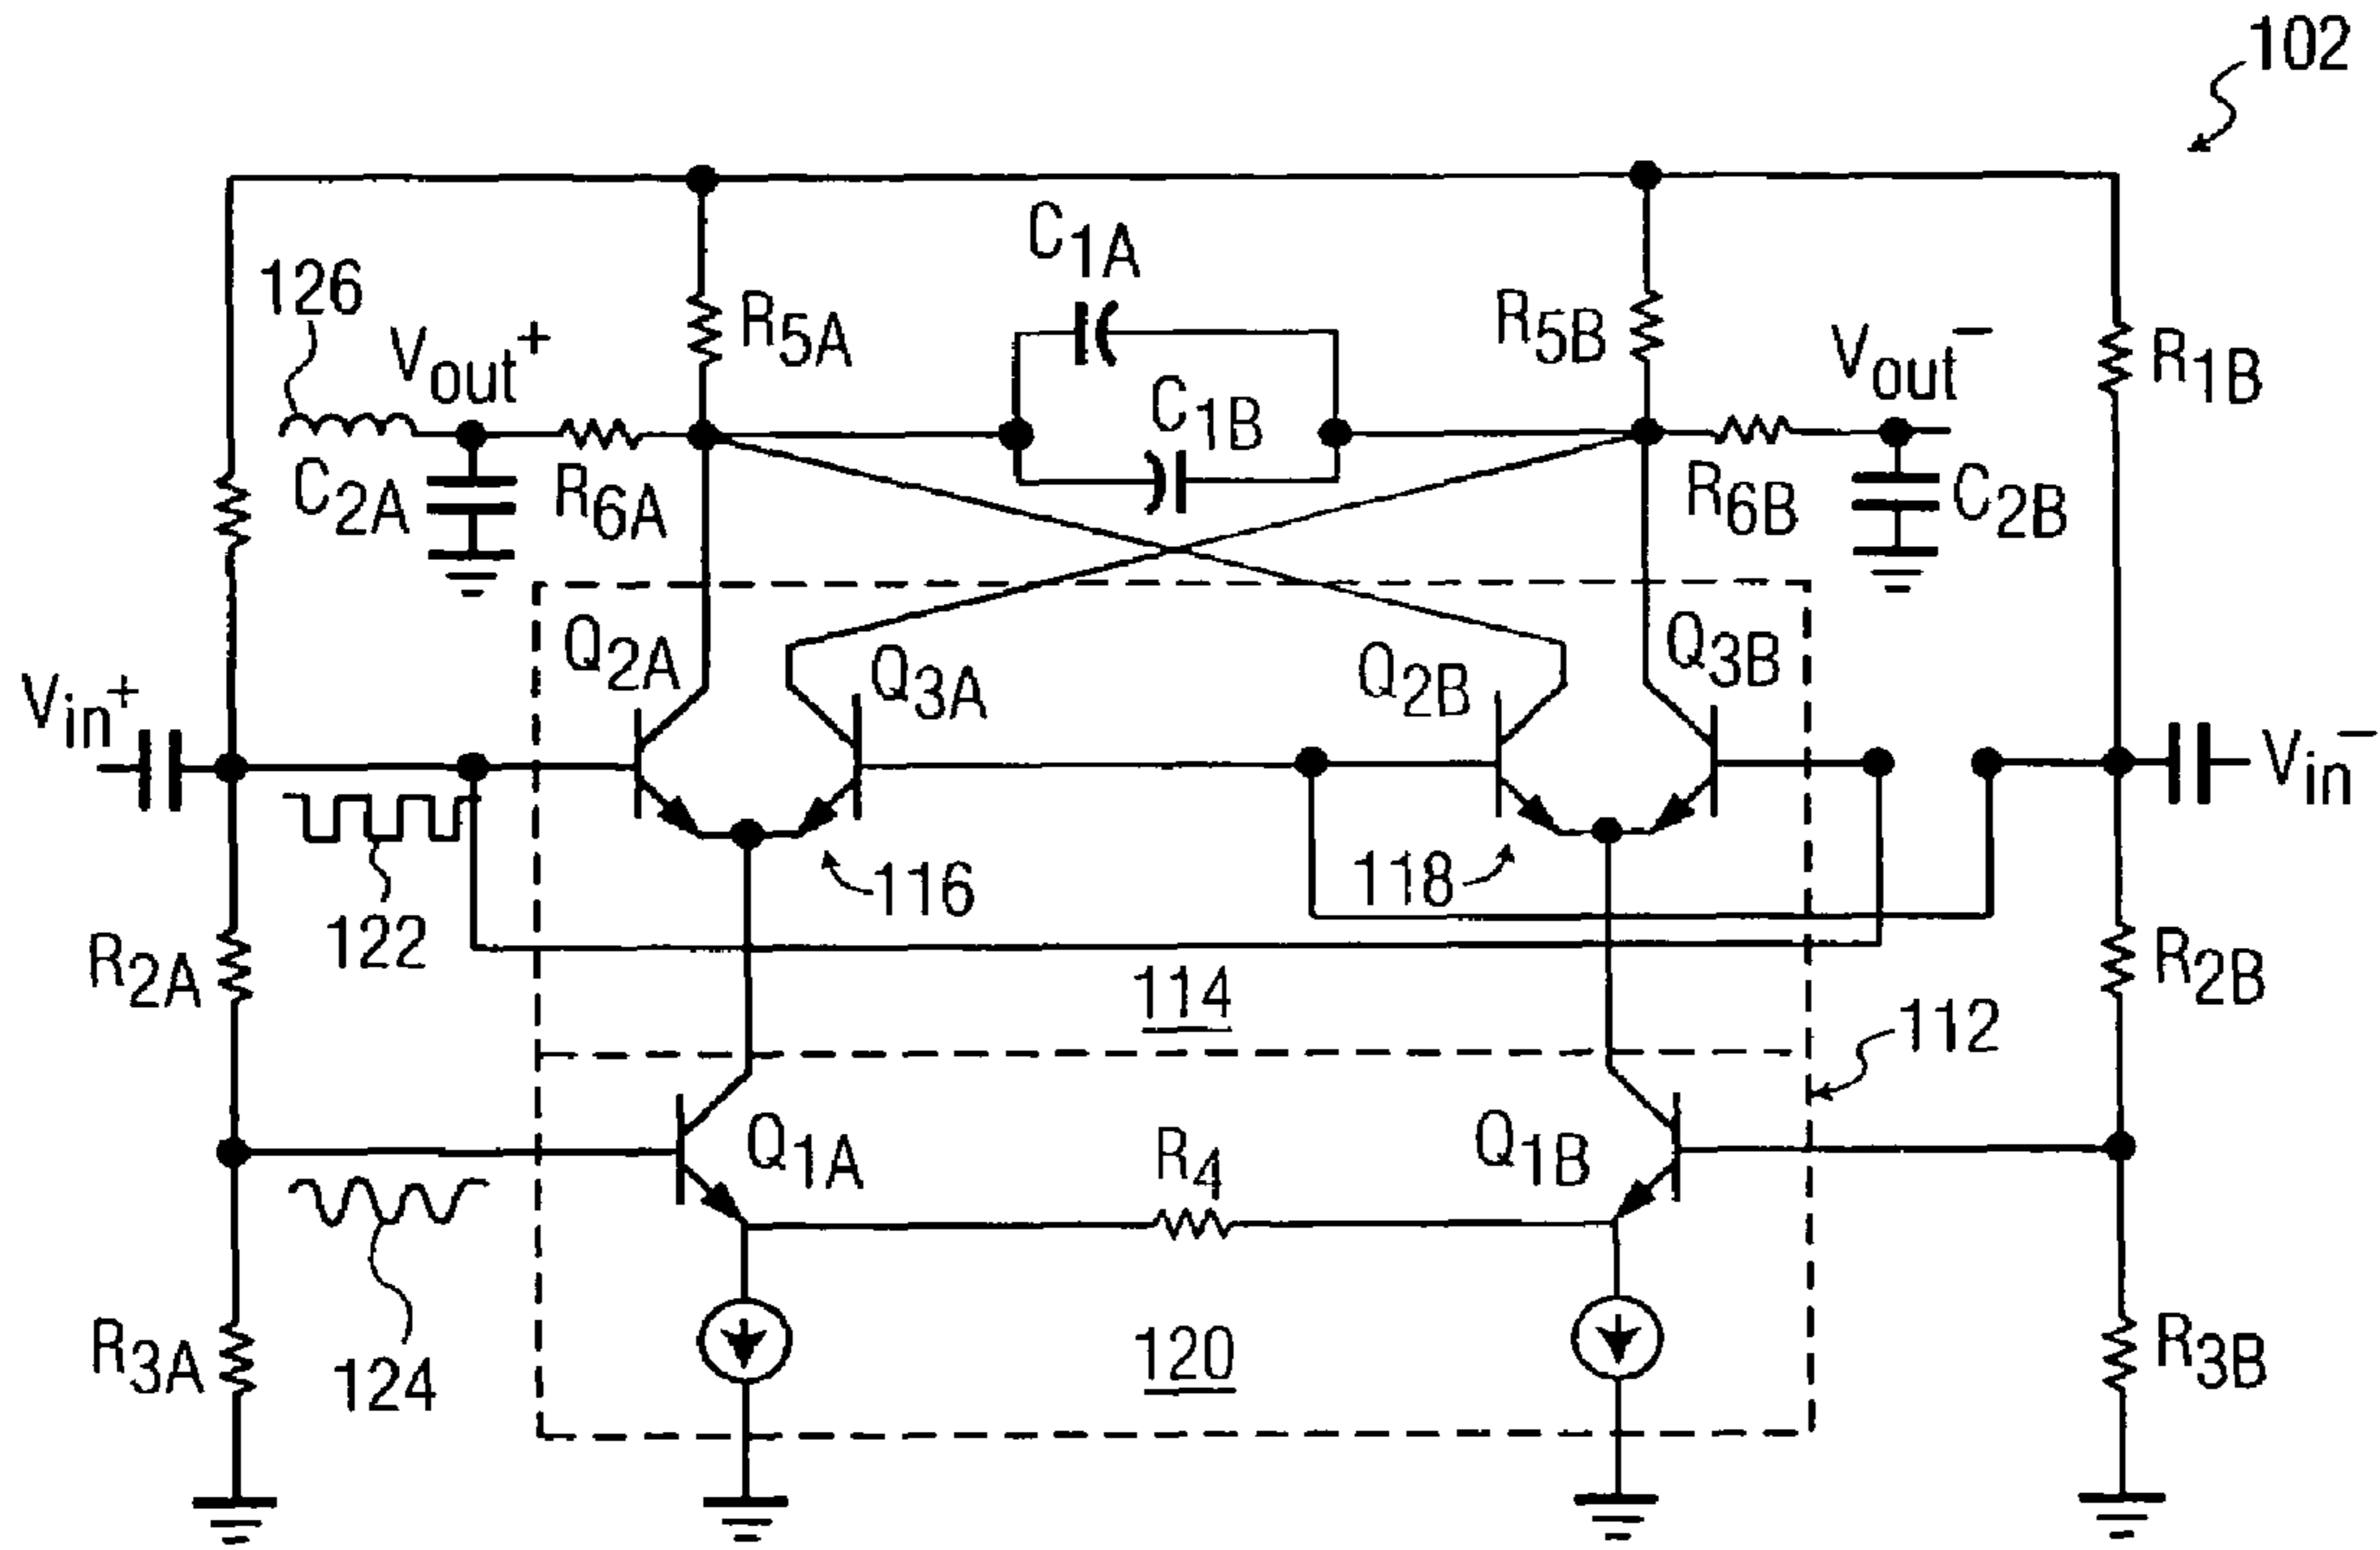 102
C1A
126
Vout+
R5A
R5B
Vout−
R1B
C1B
C2A
R6A
R6B
C2B
Q2A
Q3A
Q2B
Q3B
Vin+
Vin−
116
118
122
R2A
R2B
114
112
Q1A
R4
Q1B
R3A
124
120
R3B